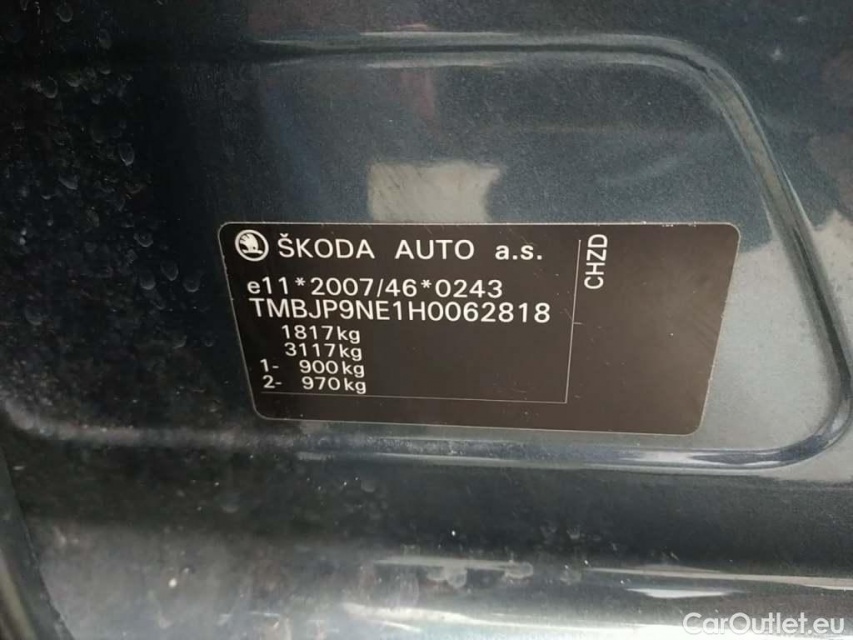 ŠKODA AUTO a.s.
CHZD
e11*2007/46*0243
TMBJP9NE1H0062818
1817kg
3117kg
1- 900kg
2- 970kg
CarOutlet.eu